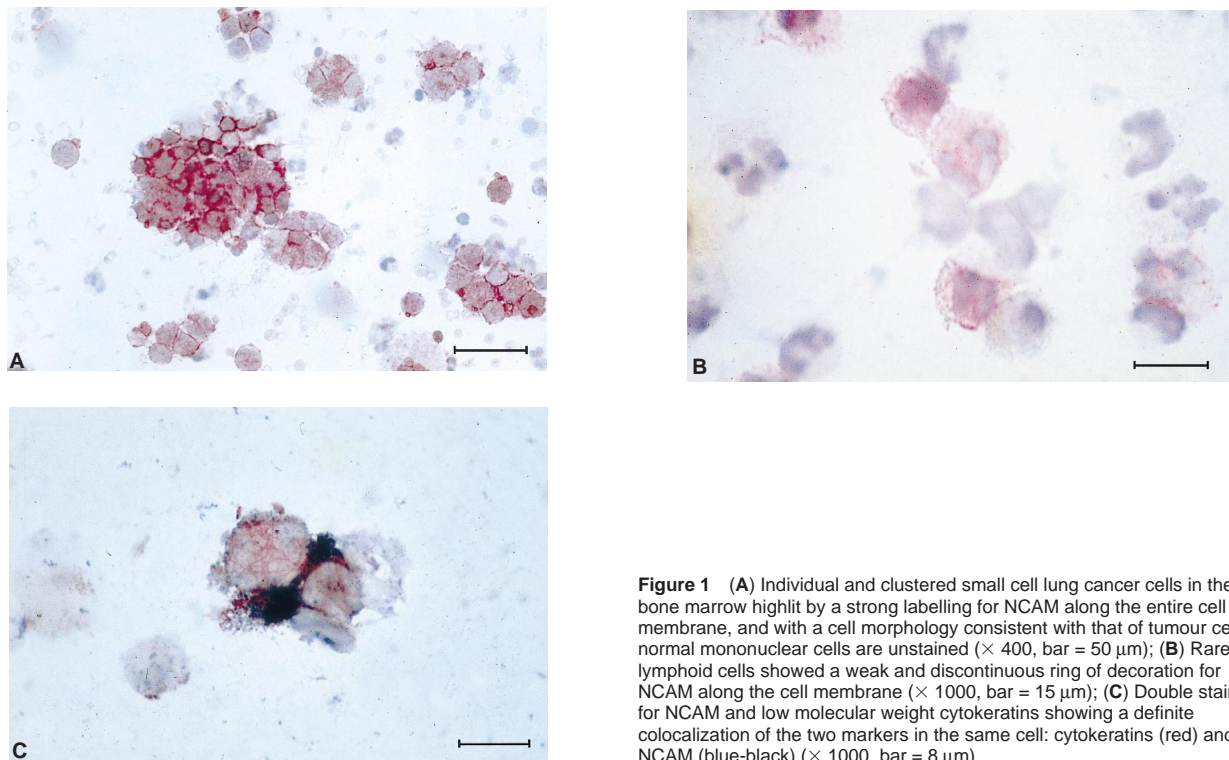 A
B
C
Figure 1 (A) Individual and clustered small cell lung cancer cells in the
bone marrow highlit by a strong labelling for NCAM along the entire cell
membrane, and with a cell morphology consistent with that of tumour
normal mononuclear cells are unstained (× 400, bar = 50 μm); (B) Rare
lymphoid cells showed a weak and discontinuous ring of decoration for
NCAM along the cell membrane (× 1000, bar = 15 μm); (C) Double
for NCAM and low molecular weight cytokeratins showing a definite
colocalization of the two markers in the same cell: cytokeratins (red) and
NCAM (blue-black) (× 1000, bar = 8 μm)